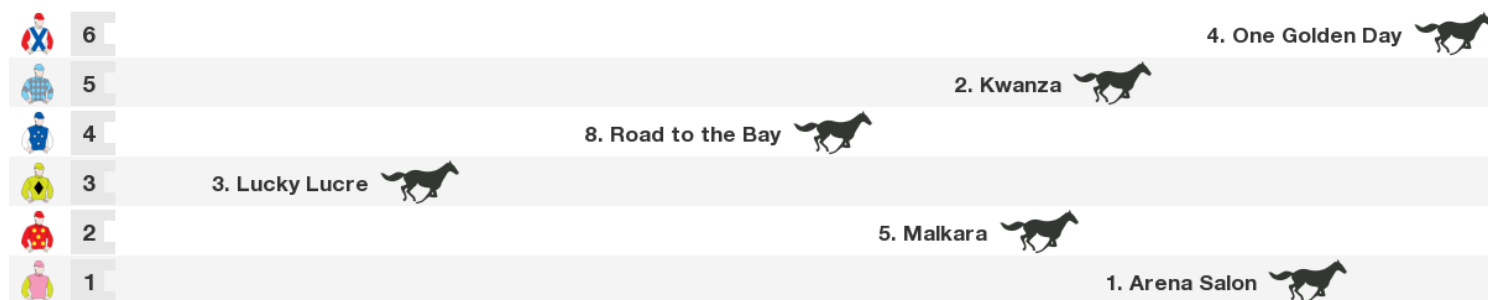 6 4. One Golden Day
5 2. Kwanza
4 8. Road to the Bay
3 3. Lucky Lucre
2 5. Malkara
1 1. Arena Salon